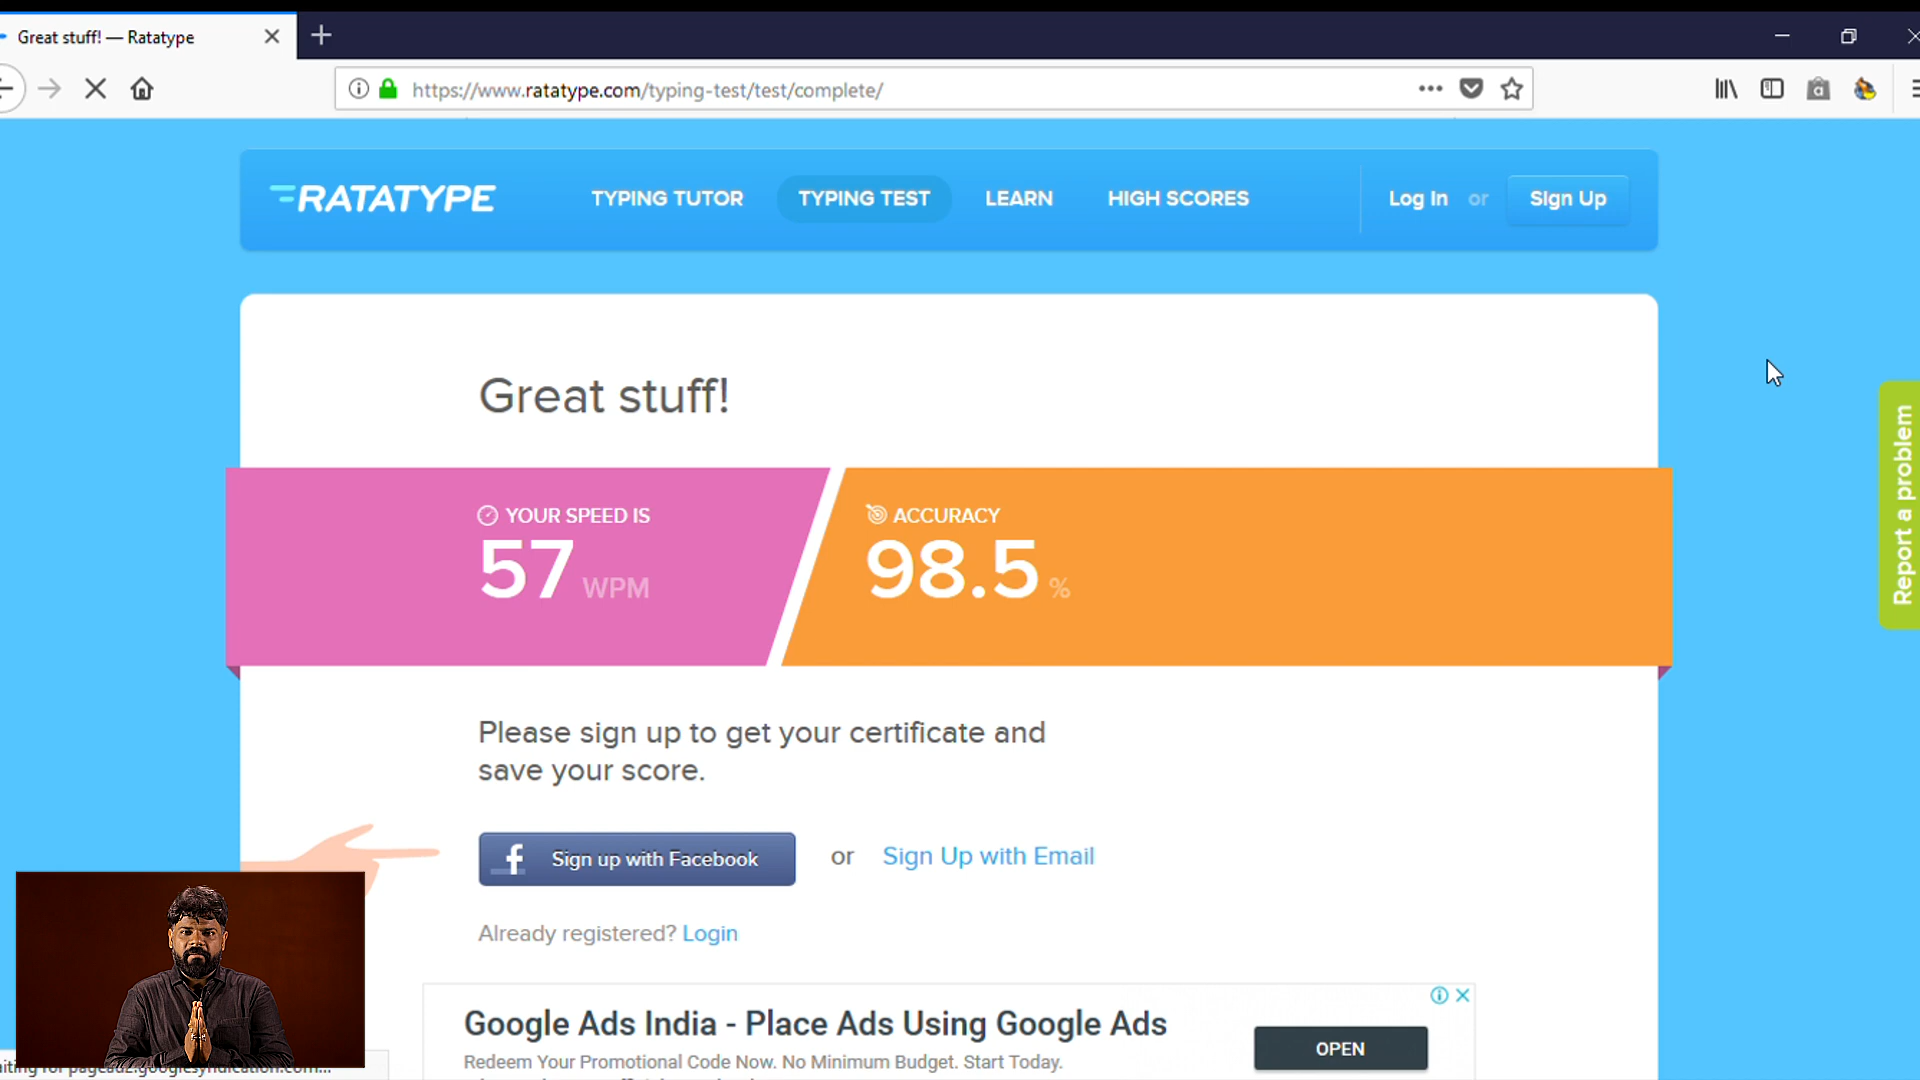 Great stuff! — Ratatype
https://www.ratatype.com/typing-test/test/complete/
RATATYPE
TYPING TUTOR
TYPING TEST
LEARN
HIGH SCORES
Log In or Sign Up
Great stuff!
YOUR SPEED IS
57 WPM
ACCURACY
98.5 %
Report a problem
Please sign up to get your certificate and
save your score.
f Sign up with Facebook or Sign Up with Email
Already registered? Login
Google Ads India - Place Ads Using Google Ads
Redeem Your Promotional Code Now. No Minimum Budget. Start Today.
OPEN